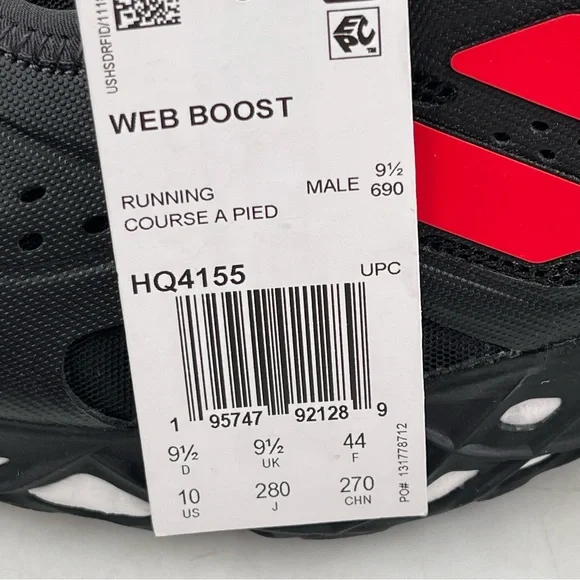 USHSDRFID/111
EPC™
WEB BOOST
9½
RUNNING MALE 690
COURSE A PIED
HQ4155 UPC
1 95747 92128 9
9½ 9½ 44
D UK F
10 280 270
US J CHN
PO# 131778712